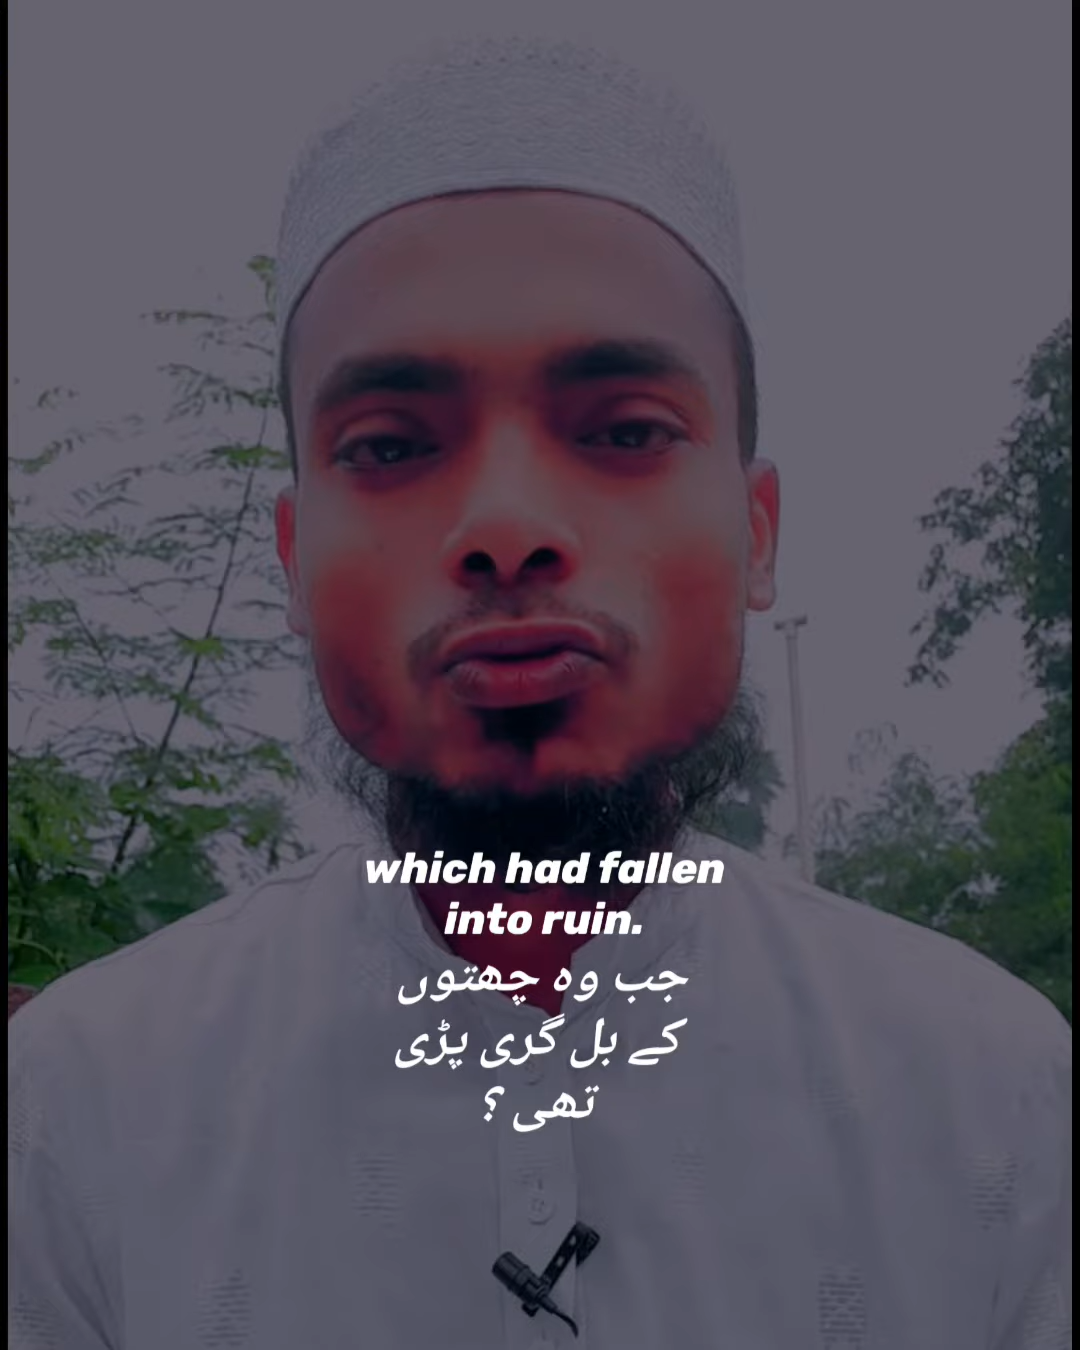 which had fallen
into ruin.
جب وہ چھتوں
کے بل گری پڑی
تھی ؟